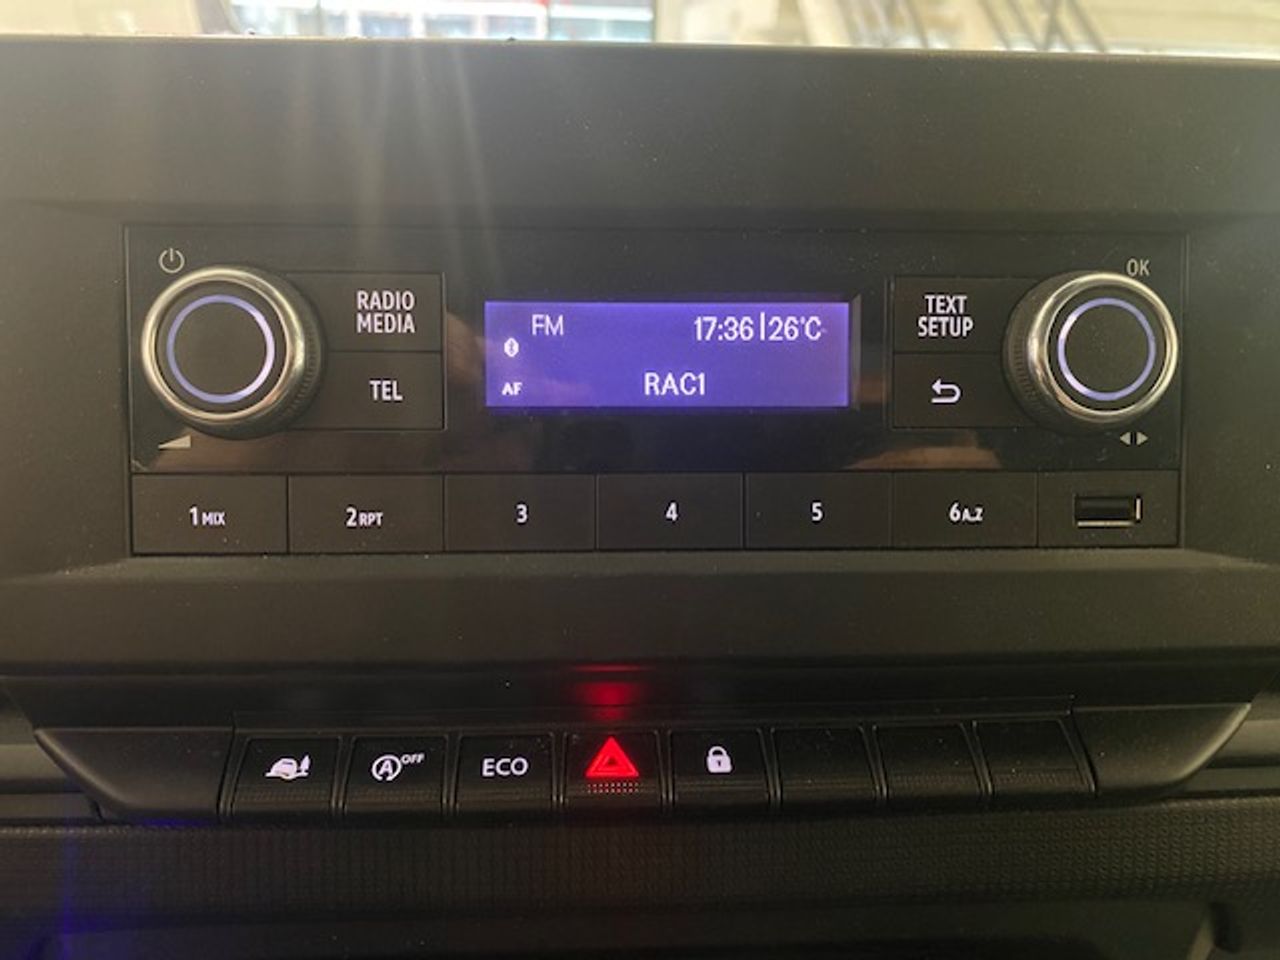 OK
RADIO
MEDIA
TEL
FM
17:36|26°C
AF
RAC1
TEXT
SETUP
1 MIX
2 RPT
3
4
5
6 A..Z
A OFF
ECO